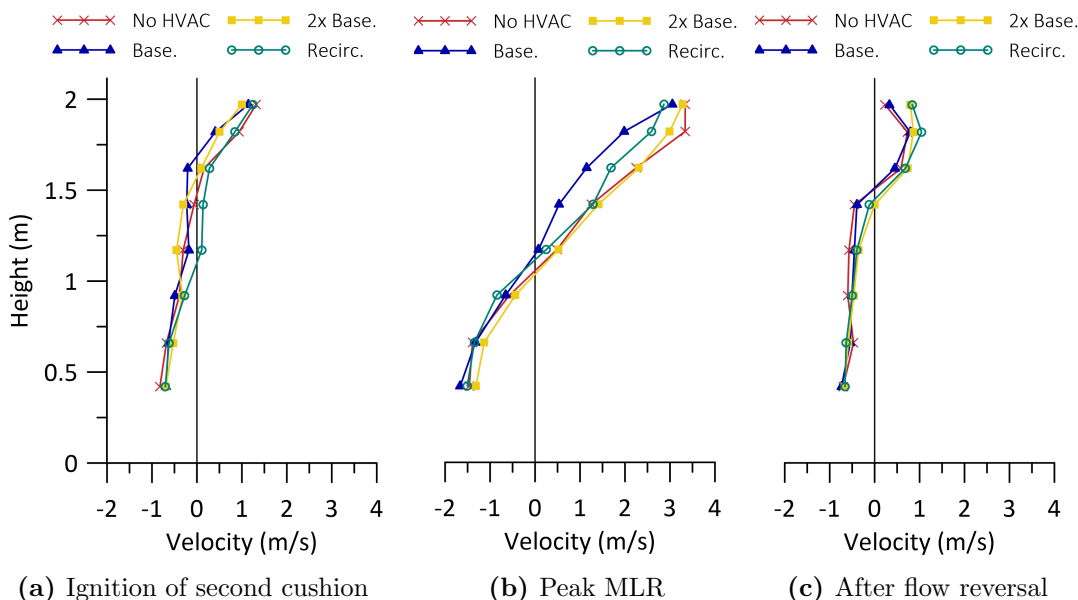 No HVAC 2x Base.
Base. Recirc.
No HVAC 2x Base.
Base. Recirc.
No HVAC 2x Base.
Base. Recirc.
Height (m)
2
1.5
1
0.5
0
-2 -1 0 1 2 3 4
-2 -1 0 1 2 3 4
-2 -1 0 1 2 3 4
Velocity (m/s)
Velocity (m/s)
Velocity (m/s)
(a) Ignition of second cushion
(b) Peak MLR
(c) After flow reversal